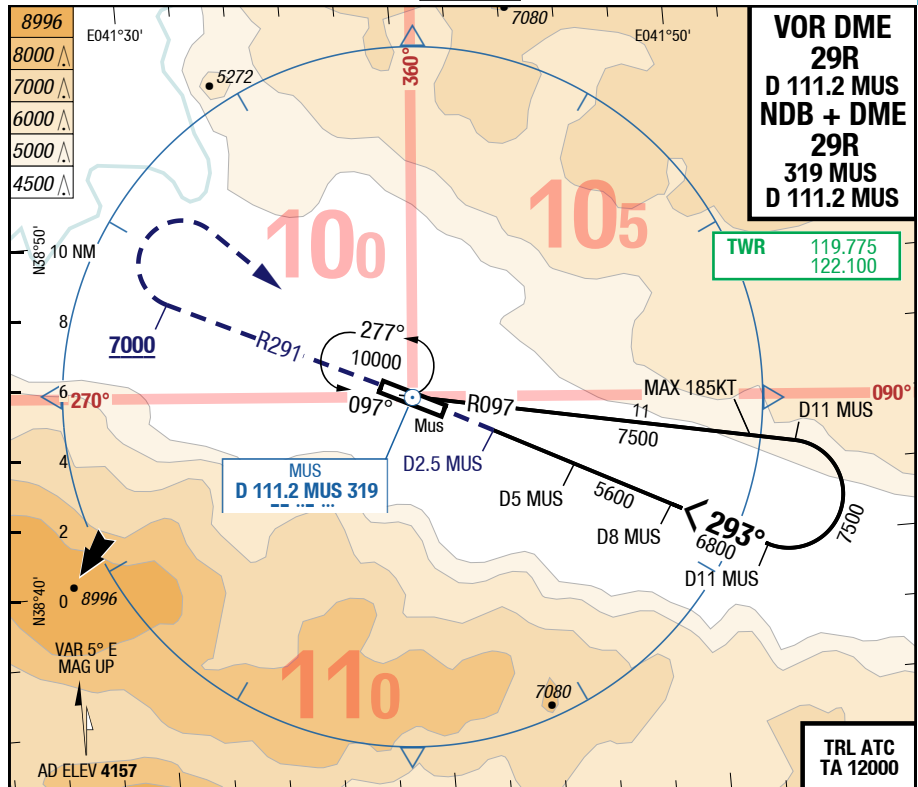 8996
8000
7000
6000
5000
4500
E041°30'
5272
7080
E041°50'
360°
VOR DME
29R
D 111.2 MUS
NDB + DME
29R
319 MUS
D 111.2 MUS
TWR 119.775
122.100
100
105
N38°50'
10 NM
8
6
4
2
0
N38°40'
7000
R291
277°
10000
097°
Mus
270°
090°
MAX 185KT
R097
11
7500
D11 MUS
D2.5 MUS
MUS
D 111.2 MUS 319
D5 MUS
5600
D8 MUS
293°
6800
D11 MUS
7500
8996
VAR 5° E
MAG UP
110
7080
AD ELEV 4157
TRL ATC
TA 12000